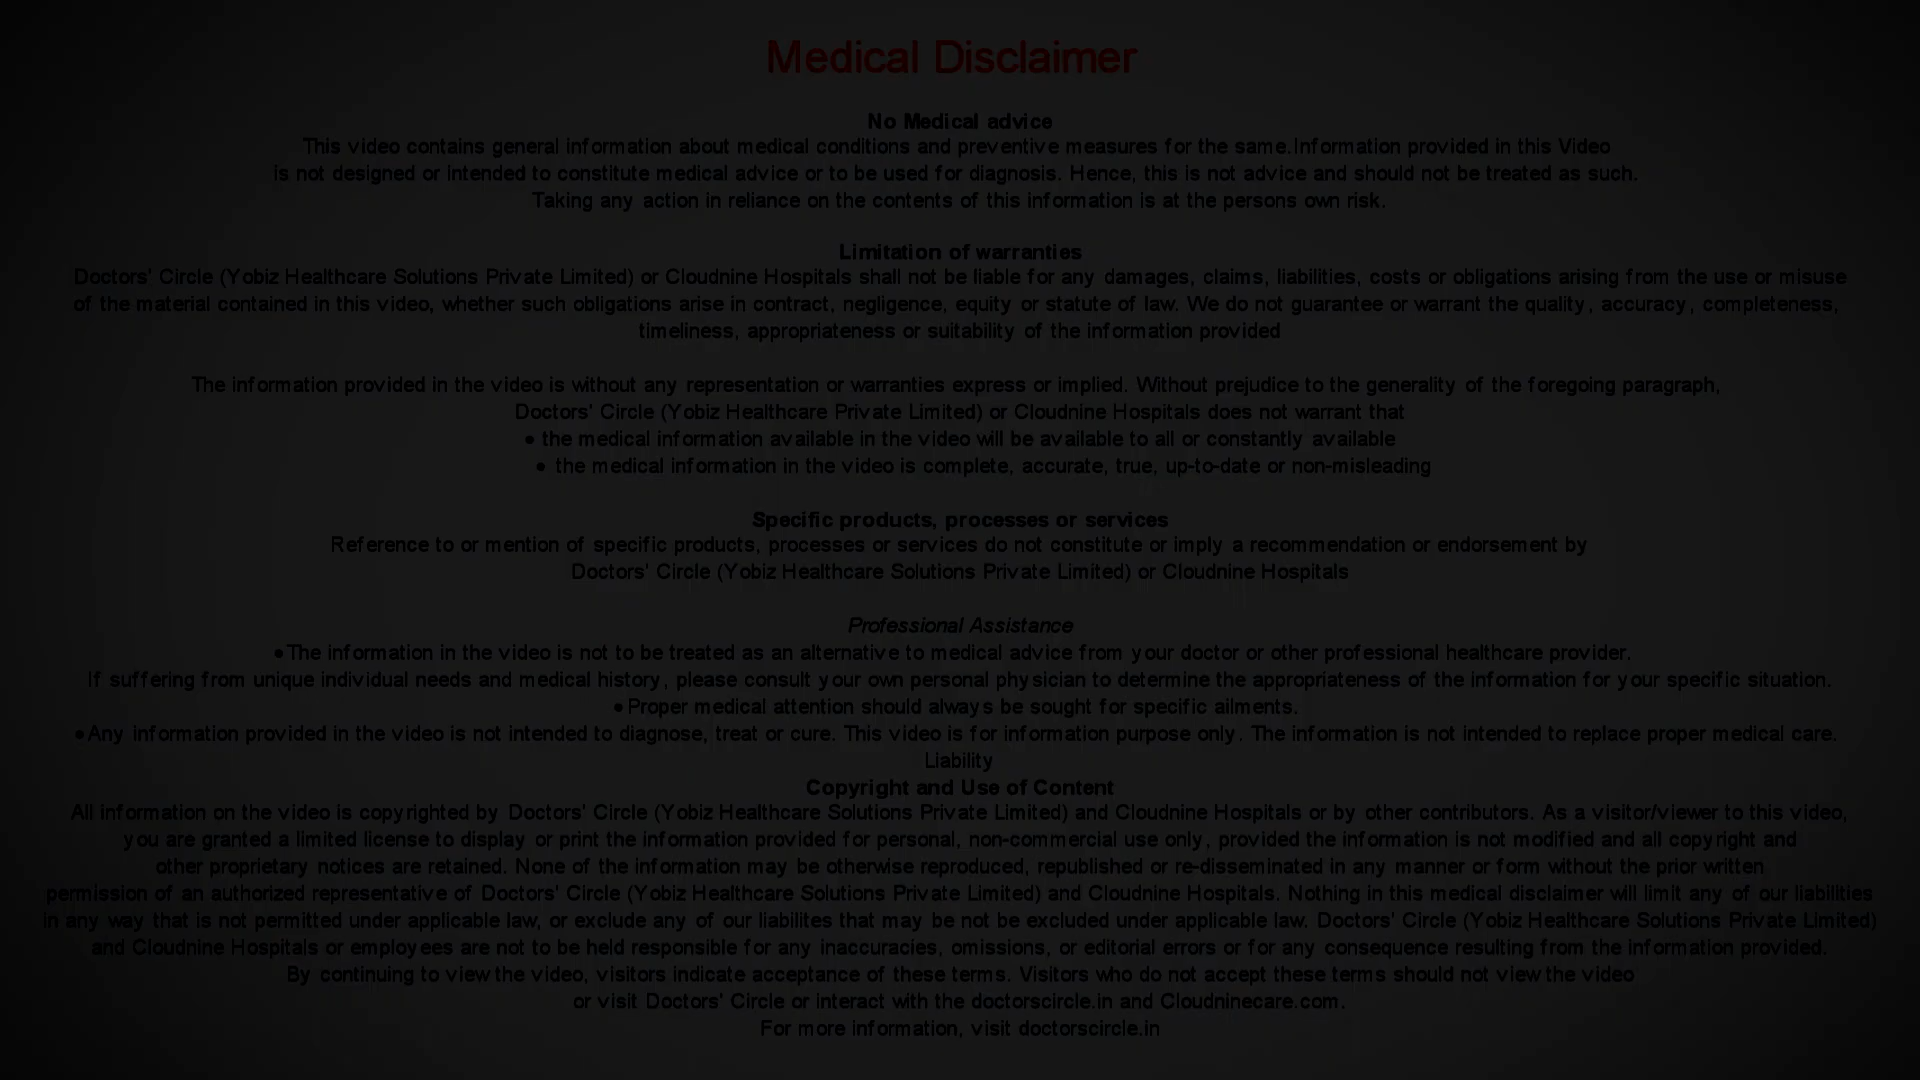 Medical Disclaimer
No Medical advice
This video contains general information about medical conditions and preventive measures for the same.Information provided in this Video
is not designed or intended to constitute medical advice or to be used for diagnosis. Hence, this is not advice and should not be treated as such.
Taking any action in reliance on the contents of this information is at the persons own risk.
Limitation of warranties
Doctors' Circle (Yobiz Healthcare Solutions Private Limited) or Cloudnine Hospitals shall not be liable for any damages, claims, liabilities, costs or obligations arising from the use or misuse
of the material contained in this video, whether such obligations arise in contract, negligence, equity or statute of law. We do not guarantee or warrant the quality, accuracy, completeness,
timeliness, appropriateness or suitability of the information provided
The information provided in the video is without any representation or warranties express or implied. Without prejudice to the generality of the foregoing paragraph,
Doctors' Circle (Yobiz Healthcare Private Limited) or Cloudnine Hospitals does not warrant that
● the medical information available in the video will be available to all or constantly available
● the medical information in the video is complete, accurate, true, up-to-date or non-misleading
Specific products, processes or services
Reference to or mention of specific products, processes or services do not constitute or imply a recommendation or endorsement by
Doctors' Circle (Yobiz Healthcare Solutions Private Limited) or Cloudnine Hospitals
Professional Assistance
●The information in the video is not to be treated as an alternative to medical advice from your doctor or other professional healthcare provider.
If suffering from unique individual needs and medical history, please consult your own personal physician to determine the appropriateness of the information for your specific situation.
●Proper medical attention should always be sought for specific ailments.
●Any information provided in the video is not intended to diagnose, treat or cure. This video is for information purpose only. The information is not intended to replace proper medical care.
Liability
Copyright and Use of Content
All information on the video is copyrighted by Doctors' Circle (Yobiz Healthcare Solutions Private Limited) and Cloudnine Hospitals or by other contributors. As a visitor/viewer to this video,
you are granted a limited license to display or print the information provided for personal, non-commercial use only, provided the information is not modified and all copyright and
other proprietary notices are retained. None of the information may be otherwise reproduced, republished or re-disseminated in any manner or form without the prior written
permission of an authorized representative of Doctors' Circle (Yobiz Healthcare Solutions Private Limited) and Cloudnine Hospitals. Nothing in this medical disclaimer will limit any of our liabilities
in any way that is not permitted under applicable law, or exclude any of our liabilites that may be not be excluded under applicable law. Doctors' Circle (Yobiz Healthcare Solutions Private Limited)
and Cloudnine Hospitals or employees are not to be held responsible for any inaccuracies, omissions, or editorial errors or for any consequence resulting from the information provided.
By continuing to view the video, visitors indicate acceptance of these terms. Visitors who do not accept these terms should not view the video
or visit Doctors' Circle or interact with the doctorscircle.in and Cloudninecare.com.
For more information, visit doctorscircle.in